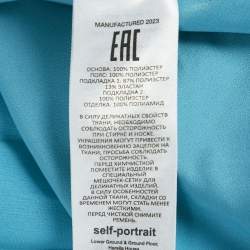 MANUFACTURED 2023
EAC
ОСНОВА: 100% ПОЛИЭСТЕР
ПОЯС: 100% ПОЛИЭСТЕР
ПОДКЛАДКА 1: 87% ПОЛИЭСТЕР
13% ЭЛАСТАН
ПОДКЛАДКА 2:
100% ПОЛИЭСТЕР
ОТДЕЛКА: 100% ПОЛИАМИД
В СИЛУ ДЕЛИКАТНЫХ СВОЙСТВ
ТКАНИ, НЕОБХОДИМО
СОБЛЮДАТЬ ОСТОРОЖНОСТЬ
ПРИ СТИРКЕ И НОСКЕ.
УКРАШЕНИЯ МОГУТ ПРИВЕСТИ К
ВОЗНИКНОВЕНИЮ ЗАЦЕПОК НА
ТКАНИ, ПРОСЬБА СОБЛЮДАТЬ
ОСТОРОЖНОСТЬ.
ПЕРЕД ХИМЧИСТКОЙ
ПОМЕСТИТЕ ИЗДЕЛИЕ В
СПЕЦИАЛЬНЫЙ
МЕШОЧЕК-СЕТКУ ДЛЯ
ДЕЛИКАТНЫХ ИЗДЕЛИЙ.
В СИЛУ ОСОБЕННОСТЕЙ
ДАННОЙ ТКАНИ, СКЛАДКИ СО
ВРЕМЕНЕМ МОГУТ СТАТЬ МЕНЕЕ
ВЫРАЖЕННЫМИ.
ПЕРЕД ЧИСТКОЙ СНИМИТЕ
РЕМЕНЬ.
self-portrait
Lower Ground & Ground Floor,
House